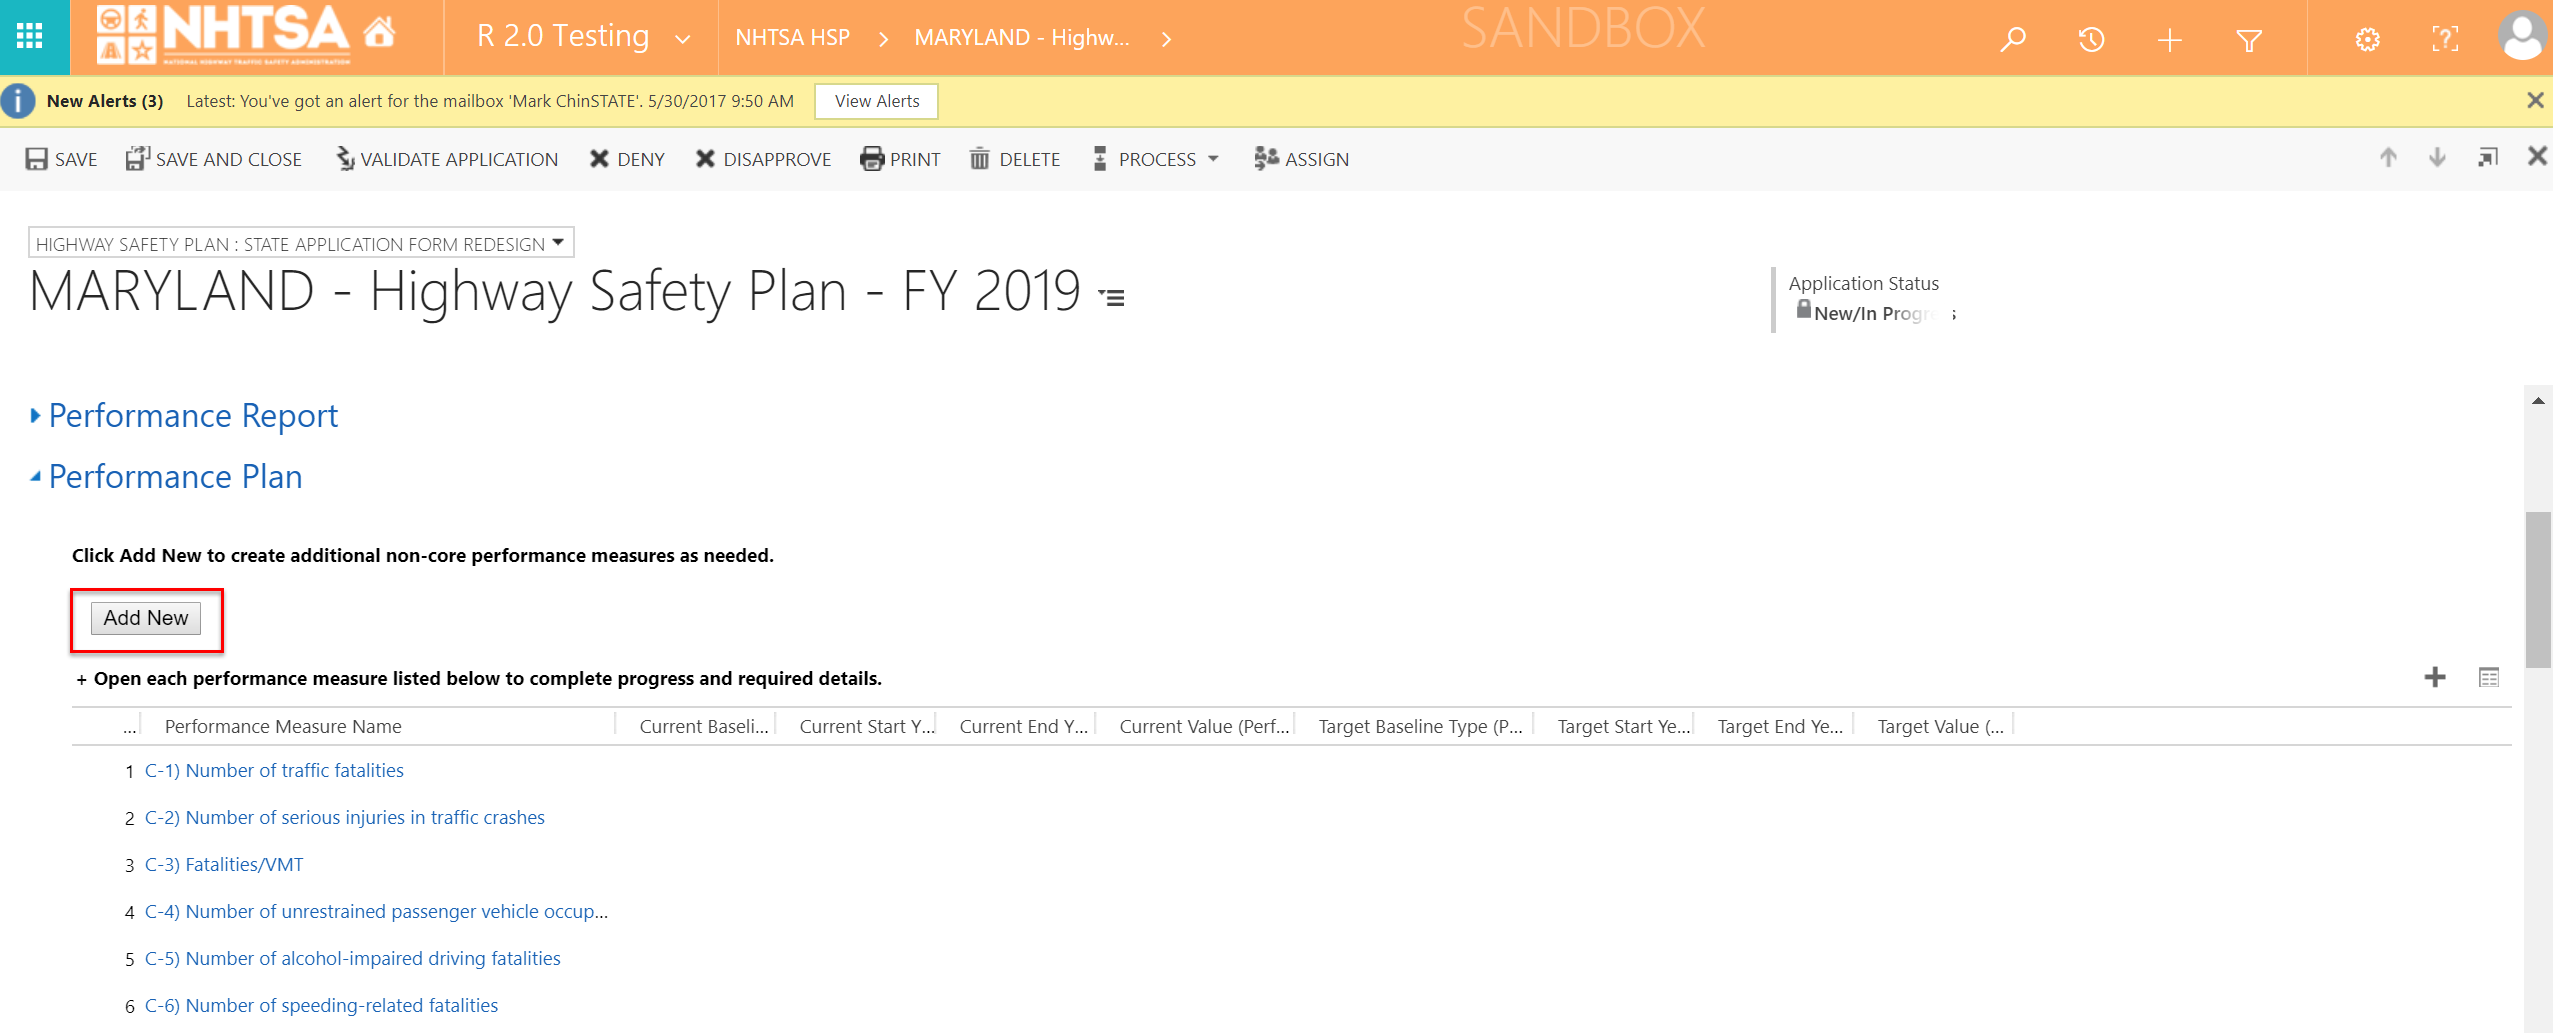 NHTSA
NATIONAL HIGHWAY TRAFFIC SAFETY ADMINISTRATION
R 2.0 Testing
NHTSA HSP
MARYLAND - Highw...
SANDBOX
New Alerts (3) Latest: You've got an alert for the mailbox 'Mark ChinSTATE'. 5/30/2017 9:50 AM View Alerts
SAVE SAVE AND CLOSE VALIDATE APPLICATION DENY DISAPPROVE PRINT DELETE PROCESS ASSIGN
HIGHWAY SAFETY PLAN : STATE APPLICATION FORM REDESIGN
MARYLAND - Highway Safety Plan - FY 2019
Application Status
New/In Progres
Performance Report
Performance Plan
Click Add New to create additional non-core performance measures as needed.
Add New
+ Open each performance measure listed below to complete progress and required details.
... Performance Measure Name Current Baseli... Current Start Y... Current End Y... Current Value (Perf... Target Baseline Type (P... Target Start Ye... Target End Ye... Target Value (...
1 C-1) Number of traffic fatalities
2 C-2) Number of serious injuries in traffic crashes
3 C-3) Fatalities/VMT
4 C-4) Number of unrestrained passenger vehicle occup...
5 C-5) Number of alcohol-impaired driving fatalities
6 C-6) Number of speeding-related fatalities